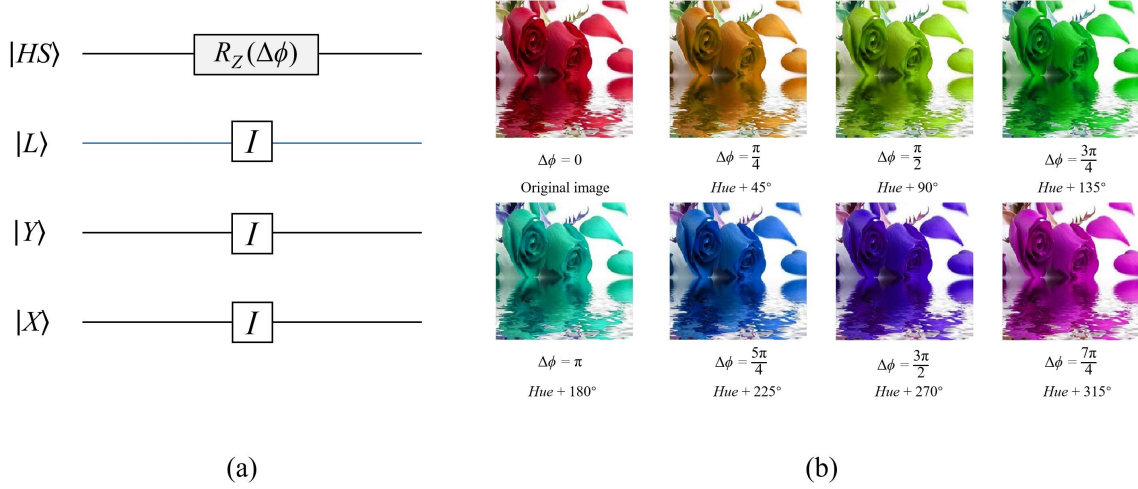 |HS⟩ R_Z(Δϕ)
|L⟩ I
|Y⟩ I
|X⟩ I
(a)
Δϕ = 0 Δϕ = π/4 Δϕ = π/2 Δϕ = 3π/4
Original image Hue + 45° Hue + 90° Hue + 135°
Δϕ = π Δϕ = 5π/4 Δϕ = 3π/2 Δϕ = 7π/4
Hue + 180° Hue + 225° Hue + 270° Hue + 315°
(b)